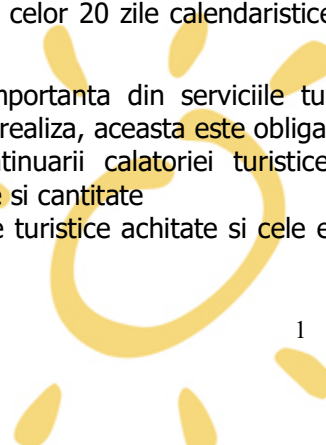 celor 20 zile calendaristice
mportanta din serviciile tu
realiza, aceasta este obliga
tinuarii calatoriei turistice
si cantitate
e turistice achitate si cele e
1